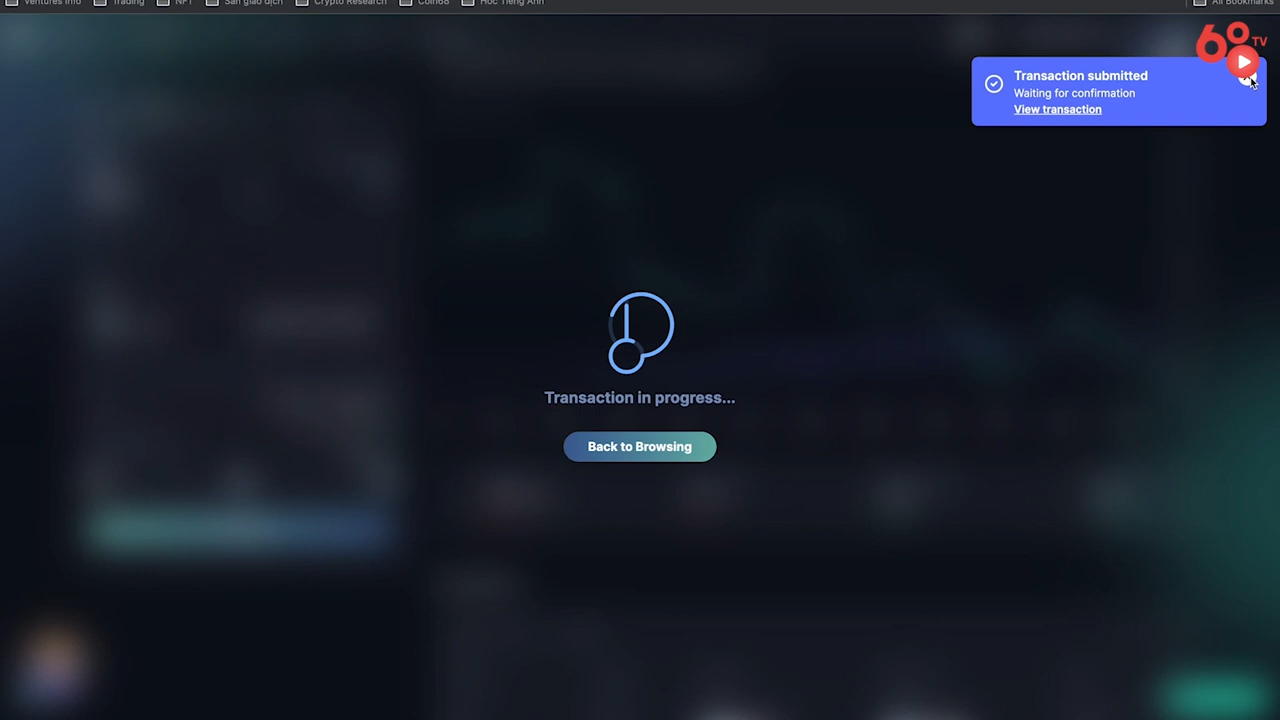 Ventures Info
Trading
NFT
Sàn giao dịch
Crypto Research
Coin68
Học Tiếng Anh
All Bookmarks
68 TV
Transaction submitted
Waiting for confirmation
View transaction
Transaction in progress...
Back to Browsing